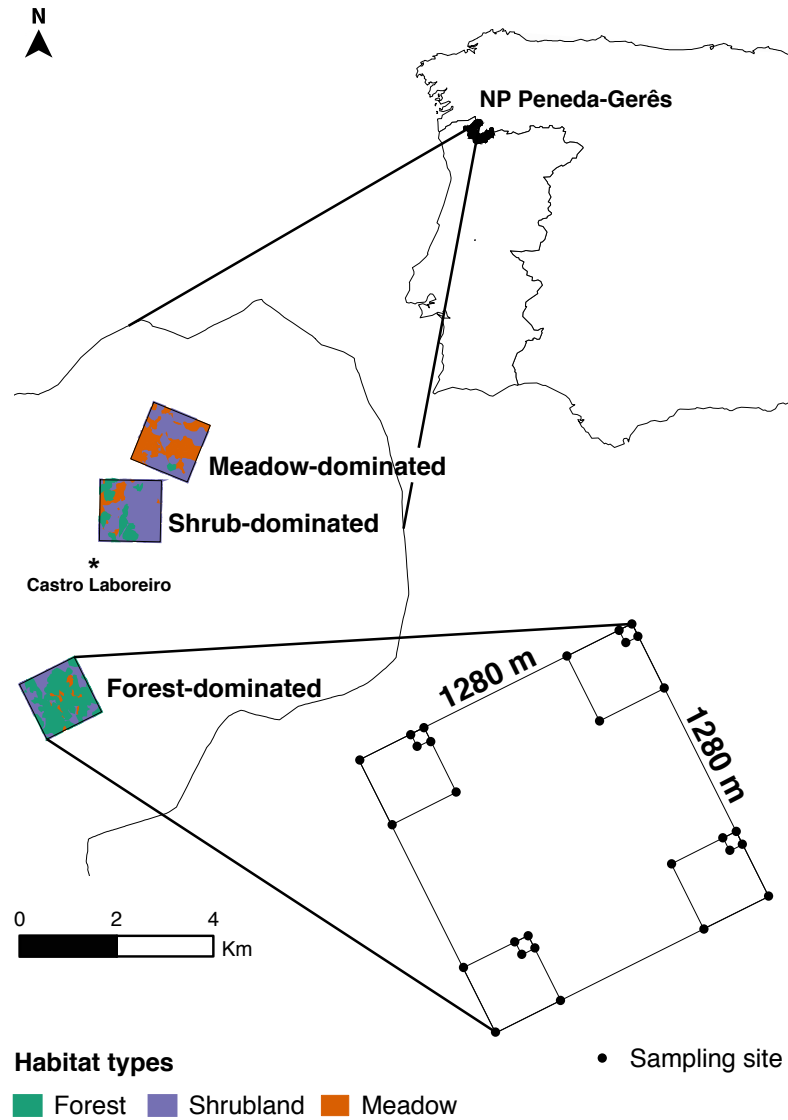 N
NP Peneda-Gerês
Meadow-dominated
Shrub-dominated
*
Castro Laboreiro
Forest-dominated
1280 m
1280 m
0 2 4
Km
Habitat types
Sampling site
Forest Shrubland Meadow